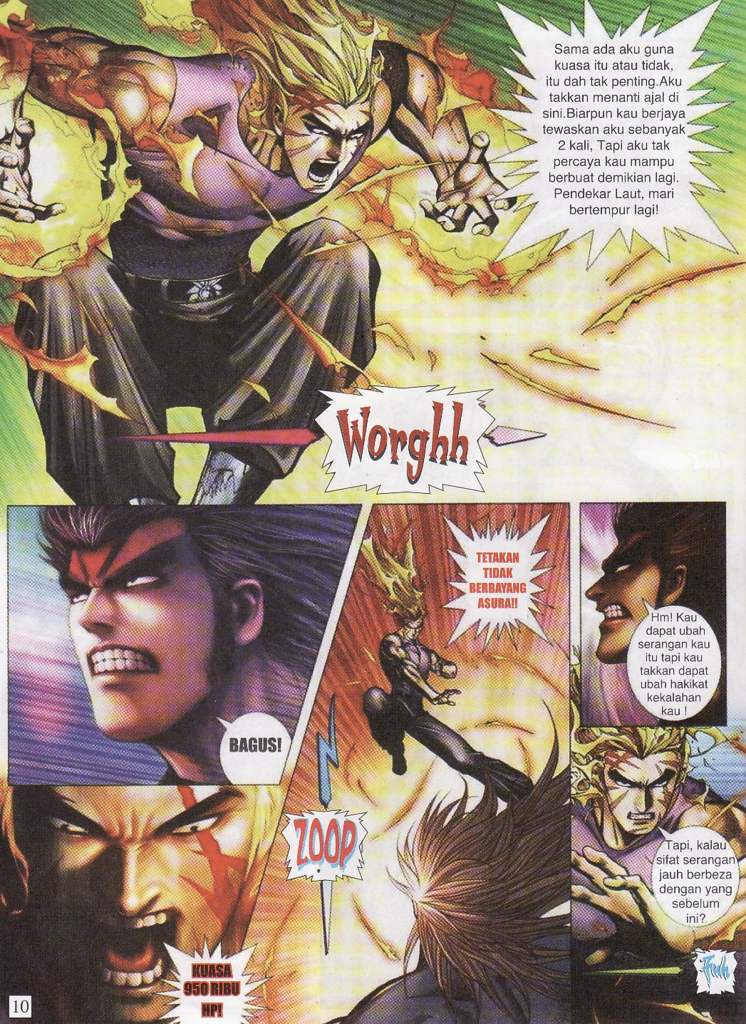 Sama ada aku guna
kuasa itu atau tidak,
itu dah tak penting.Aku
takkan menanti ajal di
sini.Biarpun kau berjaya
tewaskan aku sebanyak
2 kali, Tapi aku tak
percaya kau mampu
berbuat demikian lagi.
Pendekar Laut, mari
bertempur lagi!
Worghh
BAGUS!
TETAKAN
TIDAK
BERBAYANG
ASURA!!
Hm! Kau
dapat ubah
serangan kau
itu tapi kau
takkan dapat
ubah hakikat
kekalahan
kau !
KUASA
950 RIBU
HP!
ZOOP
Tapi, kalau
sifat serangan
jauh berbeza
dengan yang
sebelum
ini?
10